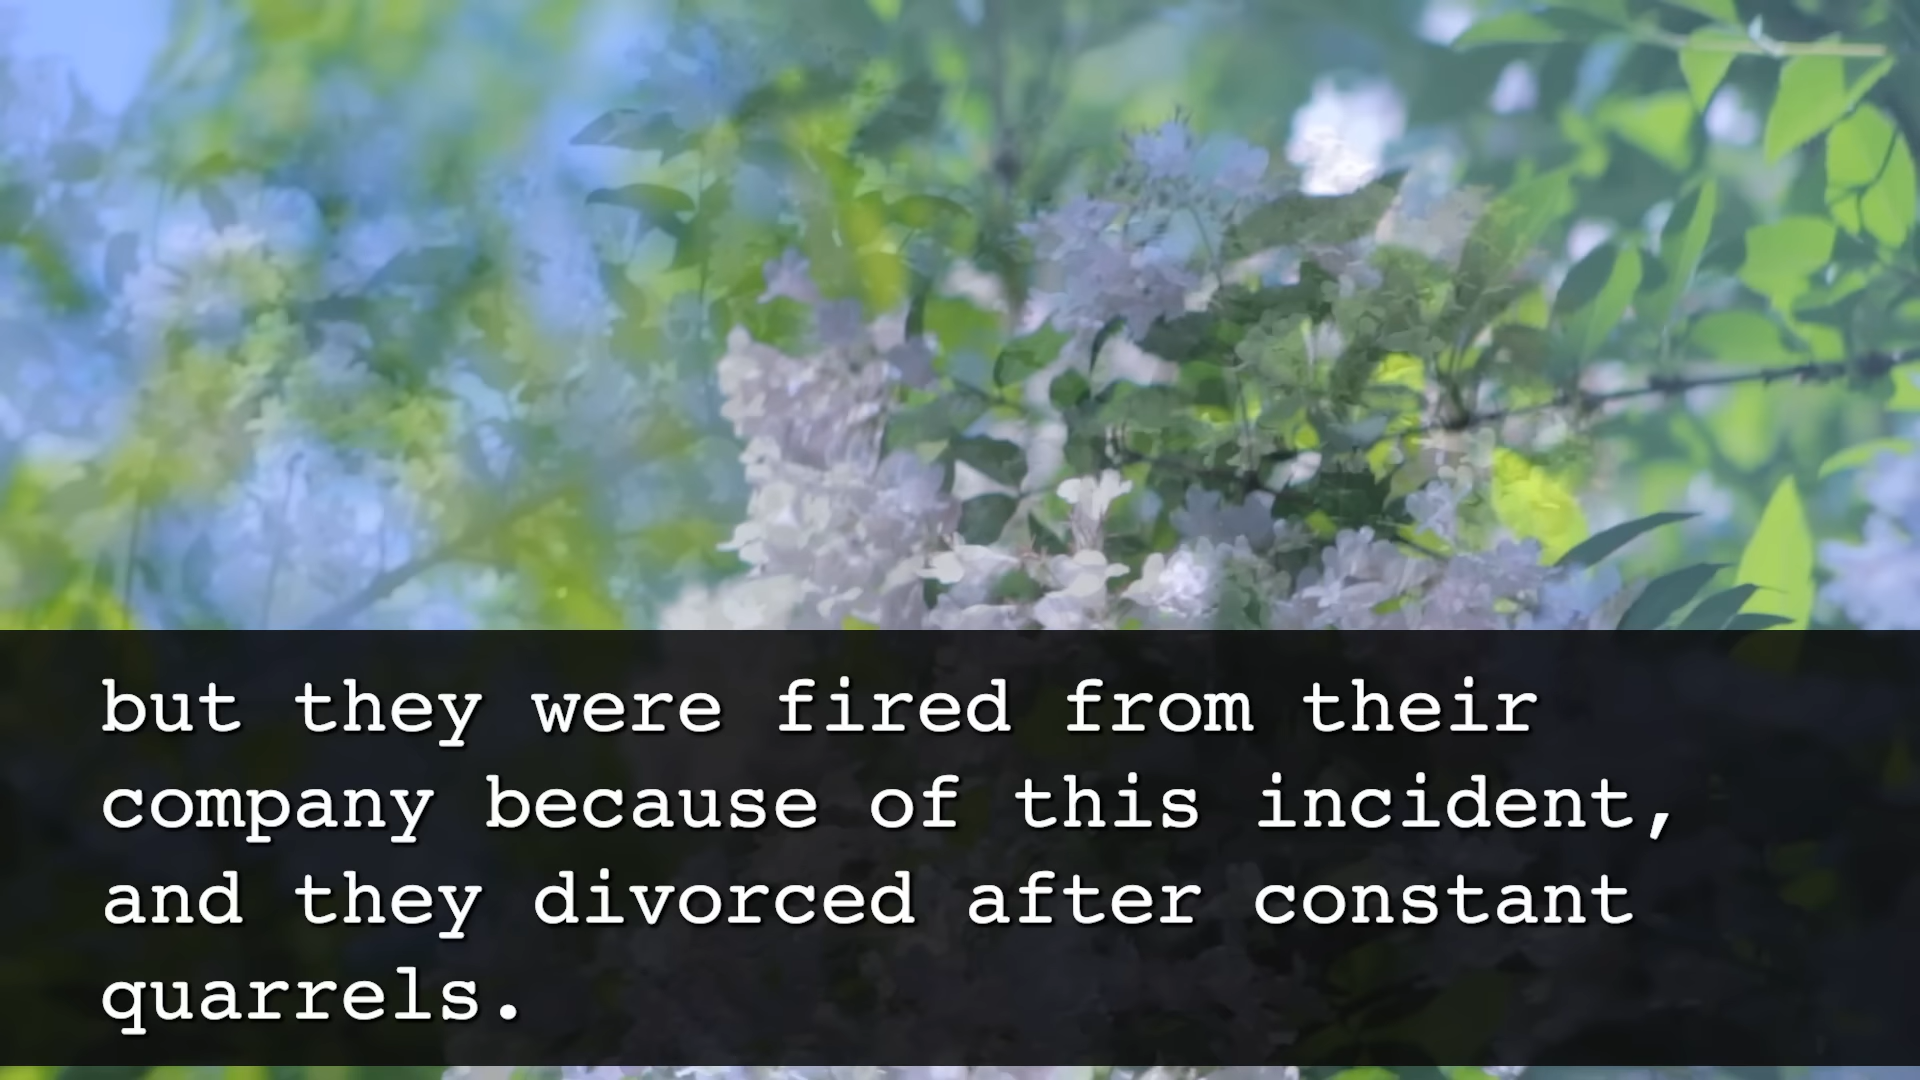 but they were fired from their
company because of this incident,
and they divorced after constant
quarrels.